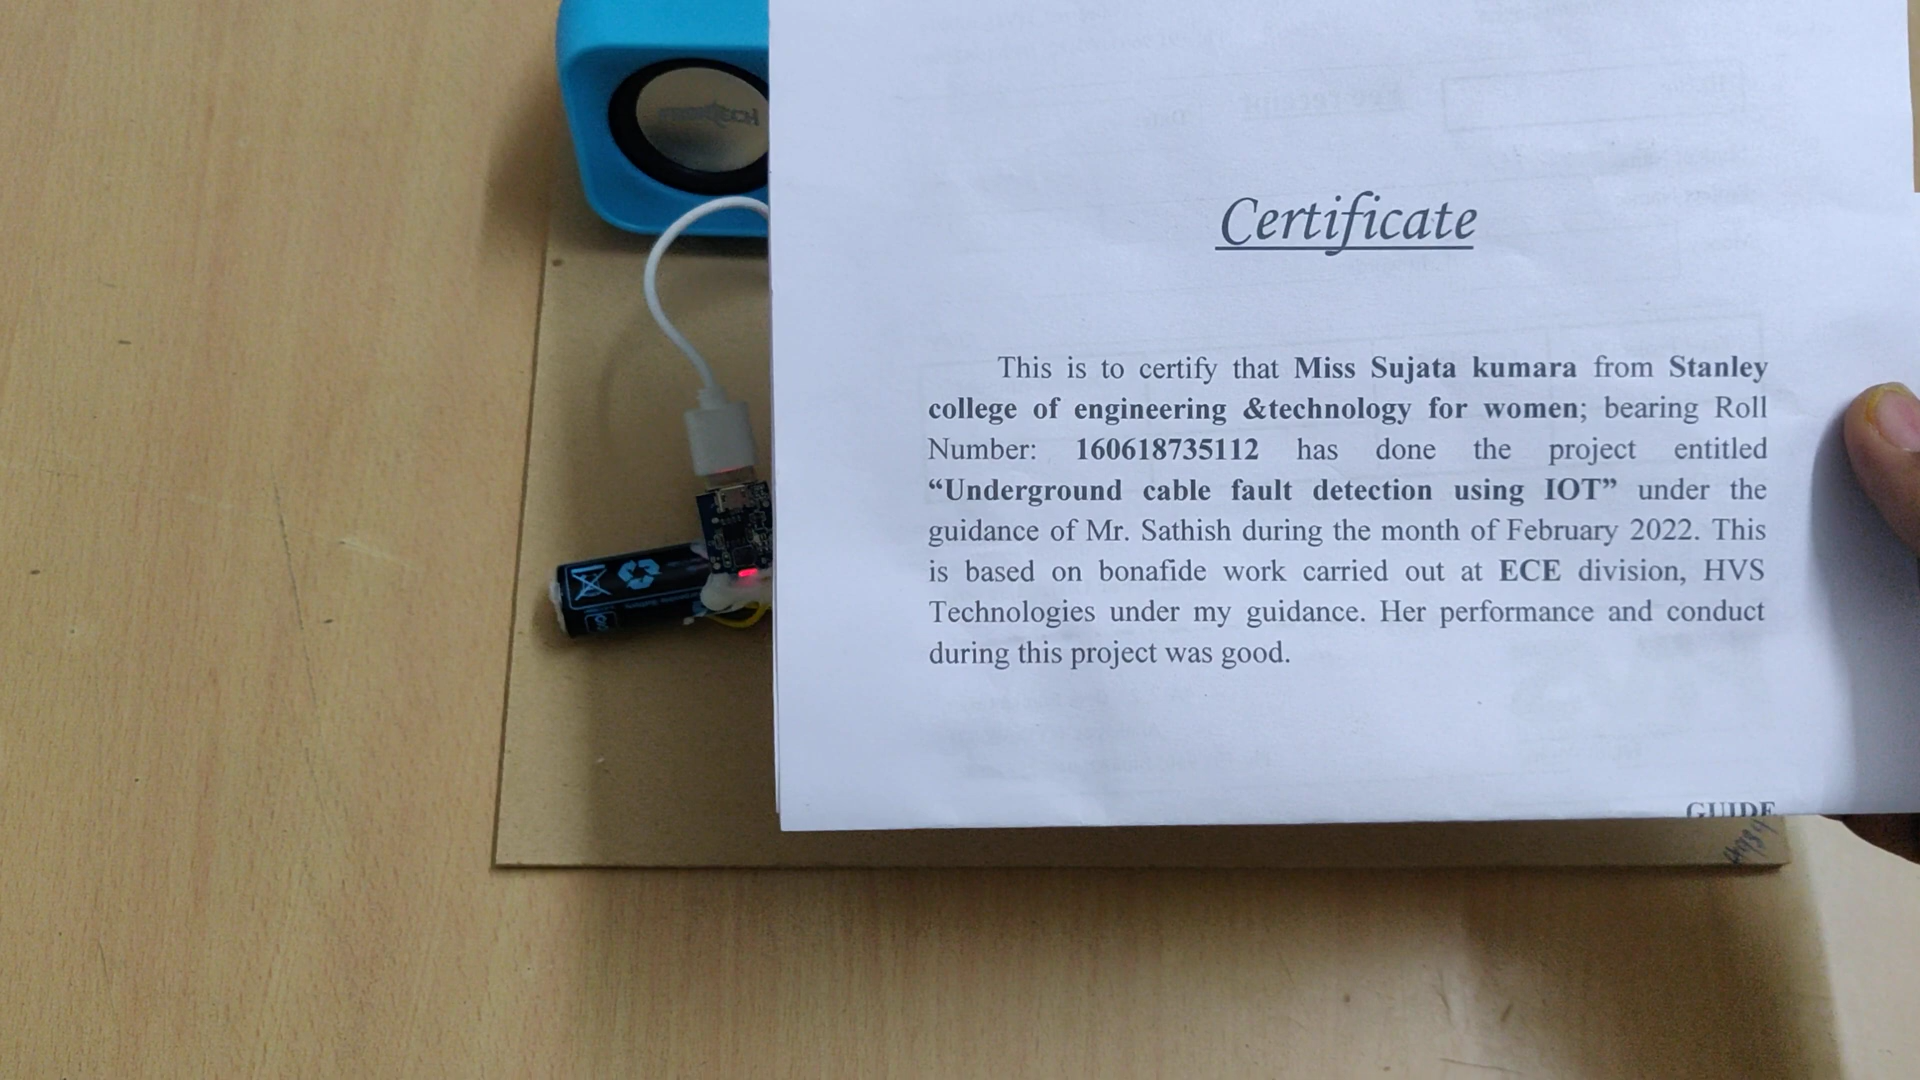 Certificate
This is to certify that Miss Sujata kumara from Stanley
college of engineering &technology for women; bearing Roll
Number: 160618735112 has done the project entitled
“Underground cable fault detection using IOT” under the
guidance of Mr. Sathish during the month of February 2022. This
is based on bonafide work carried out at ECE division, HVS
Technologies under my guidance. Her performance and conduct
during this project was good.
GUIDE